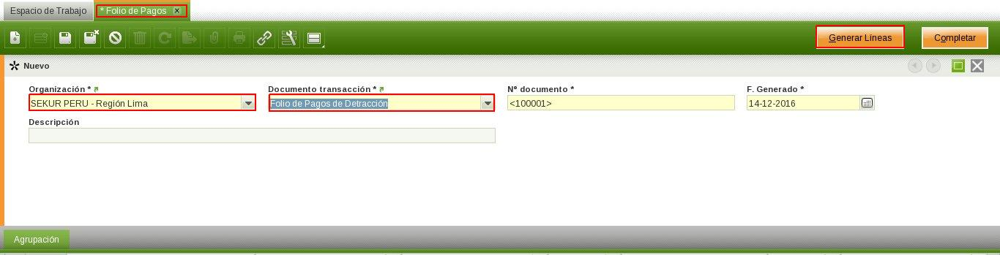 Espacio de Trabajo * Folio de Pagos ×
Generar Líneas Completar
Nuevo
Organización * Documento transacción * Nº documento * F. Generado *
SEKUR PERU - Región Lima Folio de Pagos de Detracción <100001> 14-12-2016
Descripción
Agrupación